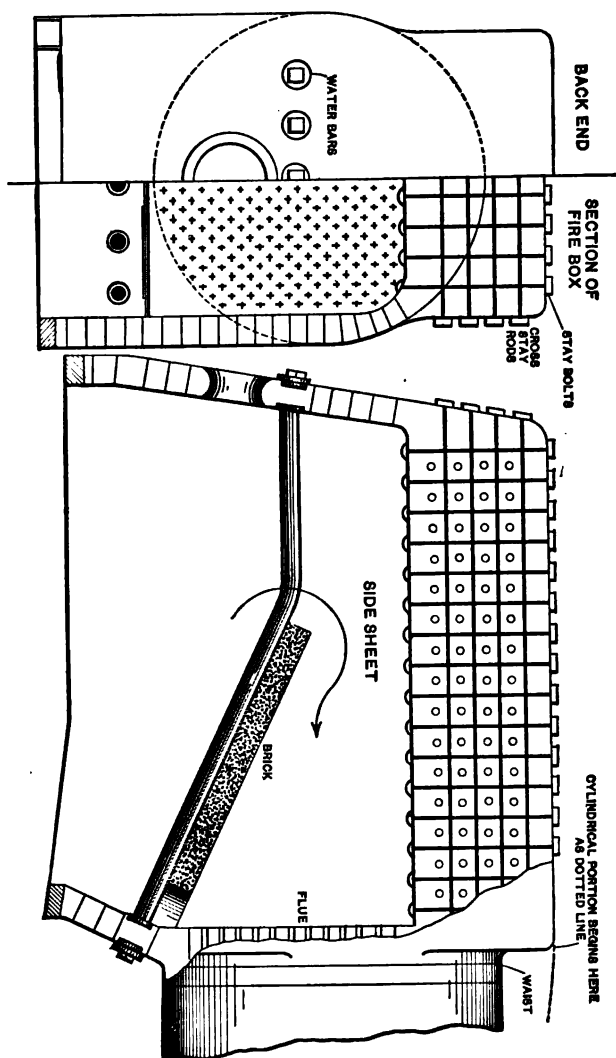 BACK END
WATER BARS
SECTION OF
FIRE BOX
STAY BOLTS
CROSS
STAY
RODS
SIDE SHEET
BRICK
FLUE
WAIST
CYLINDRICAL PORTION BEGINS HERE
AS DOTTED LINE